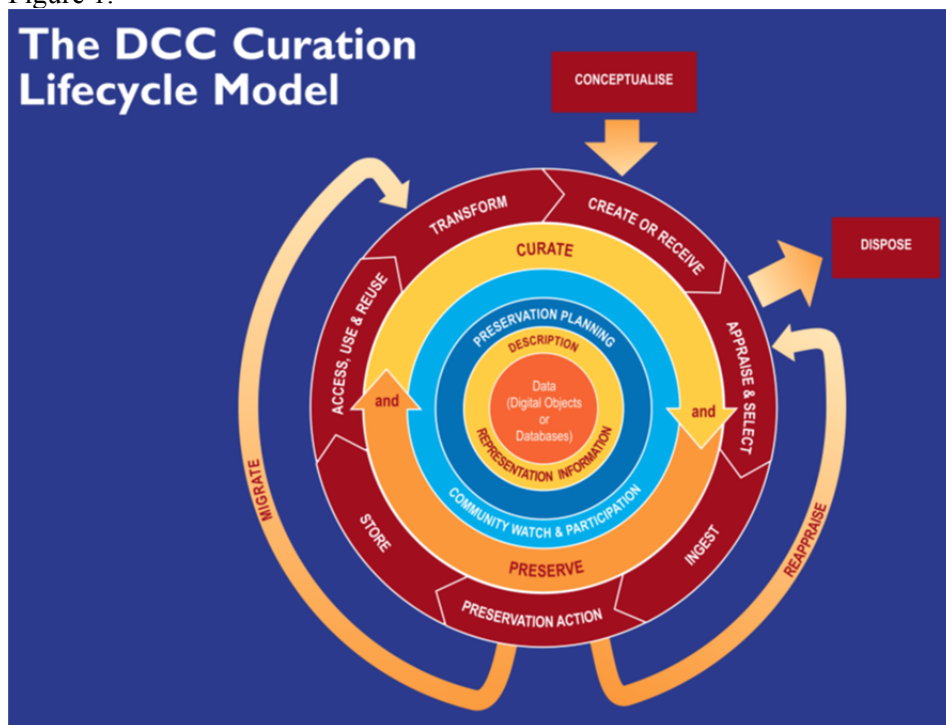 Figure 1:
The DCC Curation
Lifecycle Model
CONCEPTUALISE
TRANSFORM
CREATE OR RECEIVE
DISPOSE
CURATE
ACCESS, USE & REUSE
PRESERVATION PLANNING
DESCRIPTION
APPRAISE & SELECT
Data
(Digital Objects
or
Databases)
and
and
REPRESENTATION INFORMATION
COMMUNITY WATCH & PARTICIPATION
MIGRATE
STORE
INGEST
REAPPRAISE
PRESERVE
PRESERVATION ACTION